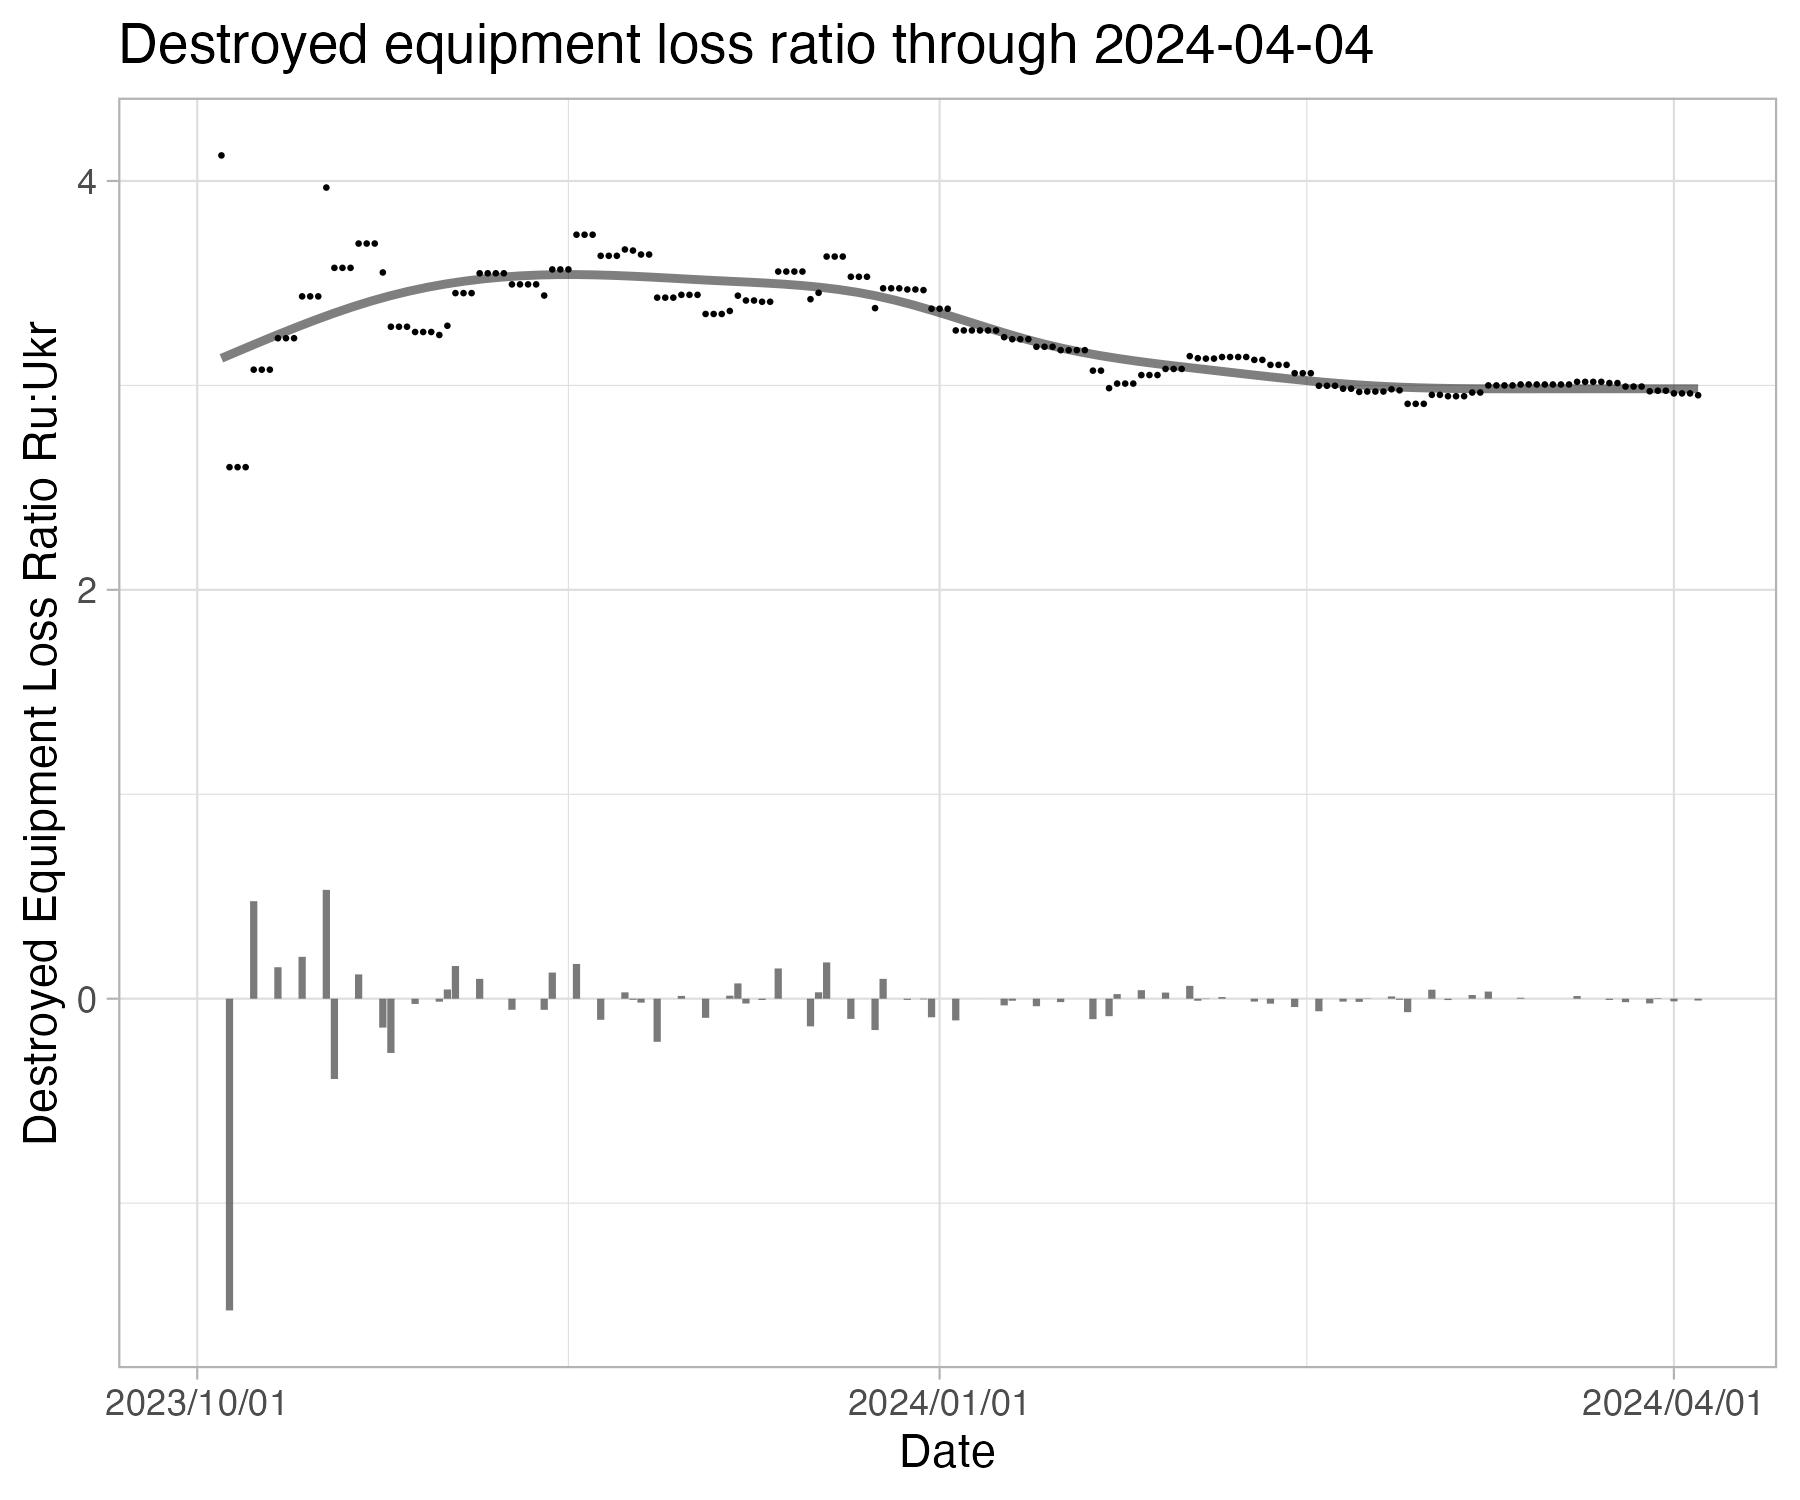 Destroyed equipment loss ratio through 2024-04-04
Destroyed Equipment Loss Ratio Ru:Ukr
4
2
0
2023/10/01
2024/01/01
2024/04/01
Date